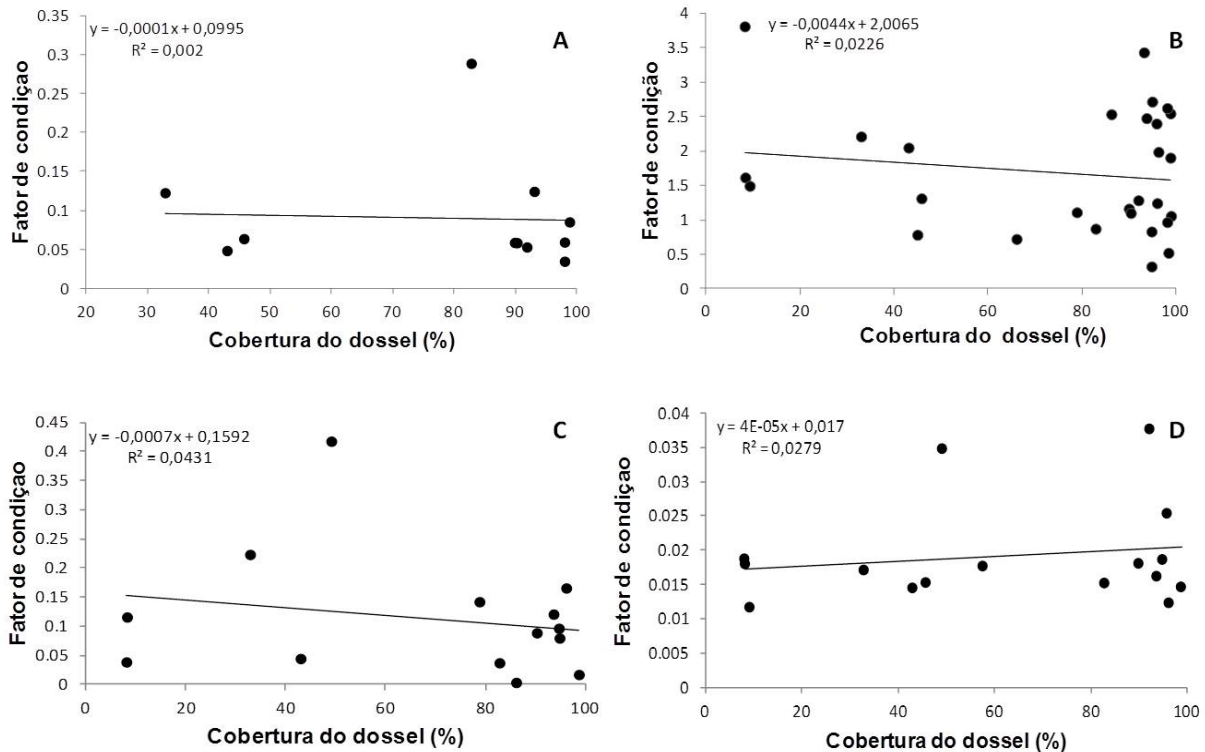 0.35
y = -0,0001x + 0,0995
R² = 0,002
A
0.3
0.25
0.2
0.15
0.1
0.05
0
Fator de condiçao
20 30 40 50 60 70 80 90 100
Cobertura do dossel (%)
4
y = -0,0044x + 2,0065
R² = 0,0226
B
3.5
3
2.5
2
1.5
1
0.5
0
Fator de condição
0 20 40 60 80 100
Cobertura do dossel (%)
0.45
y = -0,0007x + 0,1592
R² = 0,0431
C
0.4
0.35
0.3
0.25
0.2
0.15
0.1
0.05
0
Fator de condiçao
0 20 40 60 80 100
Cobertura do dossel (%)
0.04
y = 4E-05x + 0,017
R² = 0,0279
D
0.035
0.03
0.025
0.02
0.015
0.01
0.005
0
Fator de condiçao
0 20 40 60 80 100
Cobertura do dossel (%)